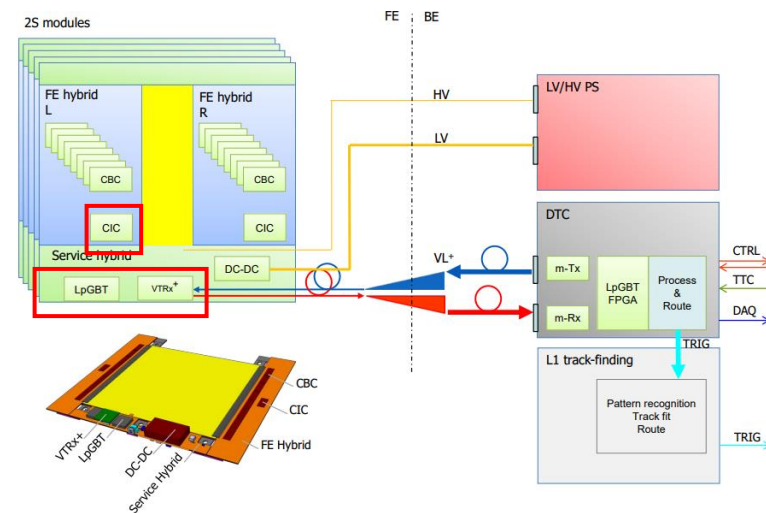 2S modules
FE
BE
FE hybrid
L
FE hybrid
R
CBC
CBC
CIC
CIC
Service hybrid
DC-DC
LpGBT
VTRx+
HV
LV
VL+
LV/HV PS
DTC
m-Tx
m-Rx
LpGBT
FPGA
Process
&
Route
CTRL
TTC
DAQ
TRIG
L1 track-finding
Pattern recognition
Track fit
Route
TRIG
CBC
CIC
FE Hybrid
VTRx+
LpGBT
DC-DC
Service Hybrid